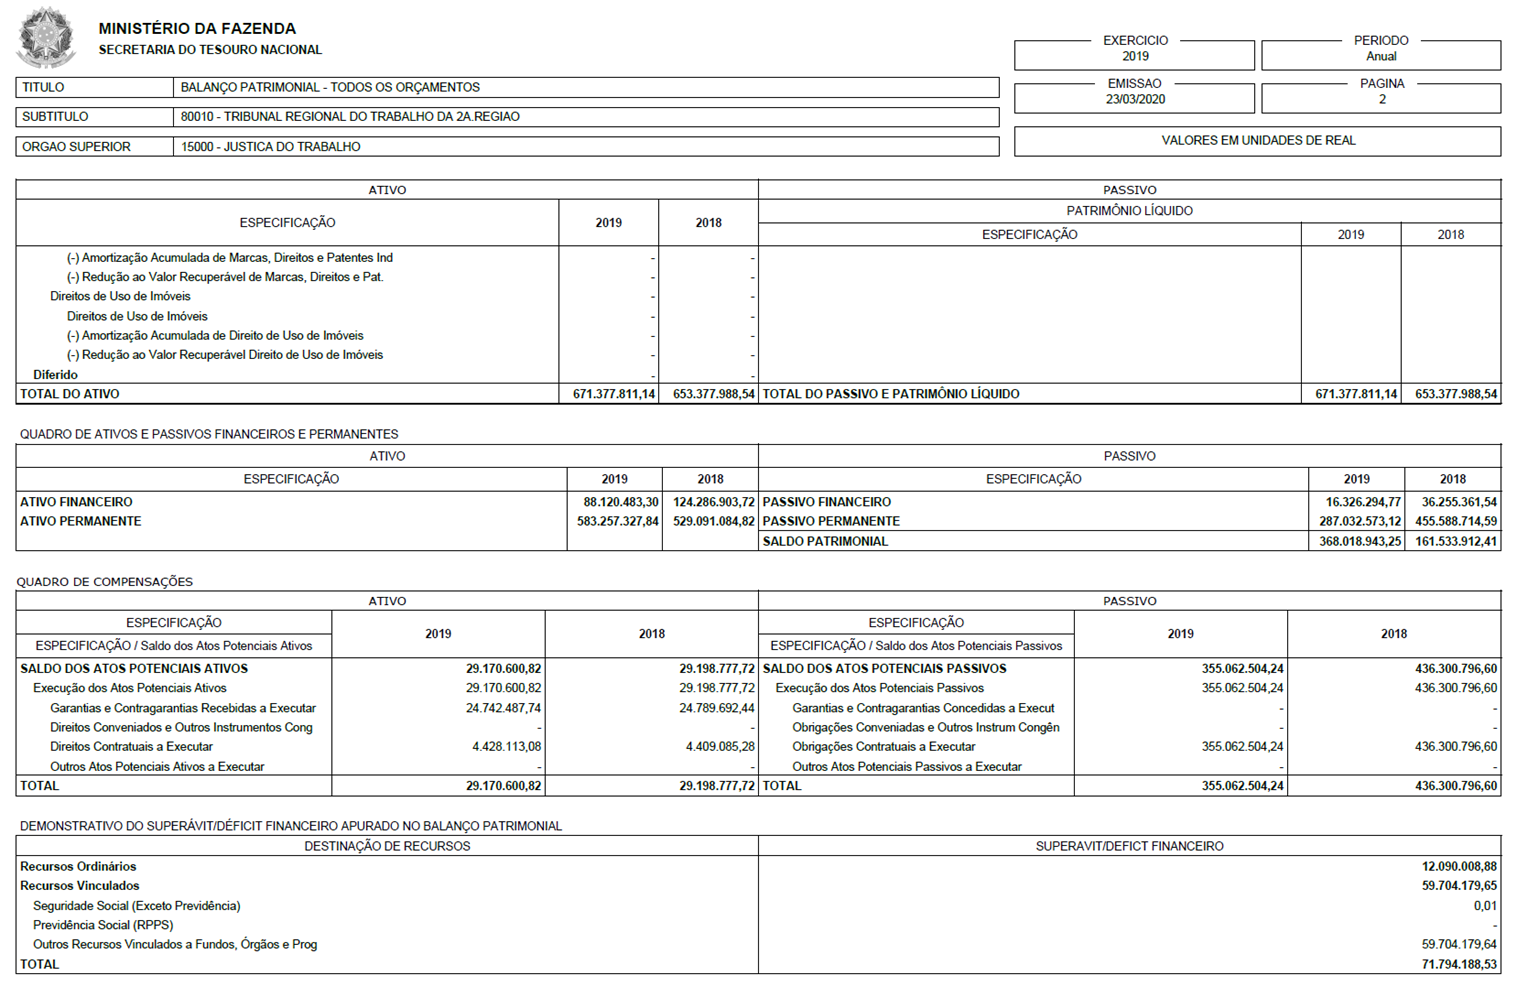 MINISTÉRIO DA FAZENDA
SECRETARIA DO TESOURO NACIONAL
EXERCICIO
2019
PERIODO
Anual
EMISSAO
23/03/2020
PAGINA
2
VALORES EM UNIDADES DE REAL
TITULO BALANÇO PATRIMONIAL - TODOS OS ORÇAMENTOS
SUBTITULO 80010 - TRIBUNAL REGIONAL DO TRABALHO DA 2A.REGIAO
ORGAO SUPERIOR 15000 - JUSTICA DO TRABALHO
ATIVO PASSIVO
PATRIMÔNIO LÍQUIDO
ESPECIFICAÇÃO 2019 2018 ESPECIFICAÇÃO 2019 2018
(-) Amortização Acumulada de Marcas, Direitos e Patentes Ind - -
(-) Redução ao Valor Recuperável de Marcas, Direitos e Pat. - -
Direitos de Uso de Imóveis - -
Direitos de Uso de Imóveis - -
(-) Amortização Acumulada de Direito de Uso de Imóveis - -
(-) Redução ao Valor Recuperável Direito de Uso de Imóveis - -
Diferido - -
TOTAL DO ATIVO 671.377.811,14 653.377.988,54 TOTAL DO PASSIVO E PATRIMÔNIO LÍQUIDO 671.377.811,14 653.377.988,54
QUADRO DE ATIVOS E PASSIVOS FINANCEIROS E PERMANENTES
ATIVO PASSIVO
ESPECIFICAÇÃO 2019 2018 ESPECIFICAÇÃO 2019 2018
ATIVO FINANCEIRO 88.120.483,30 124.286.903,72 PASSIVO FINANCEIRO 16.326.294,77 36.255.361,54
ATIVO PERMANENTE 583.257.327,84 529.091.084,82 PASSIVO PERMANENTE 287.032.573,12 455.588.714,59
SALDO PATRIMONIAL 368.018.943,25 161.533.912,41
QUADRO DE COMPENSAÇÕES
ATIVO PASSIVO
ESPECIFICAÇÃO 2019 2018 ESPECIFICAÇÃO 2019 2018
ESPECIFICAÇÃO / Saldo dos Atos Potenciais Ativos ESPECIFICAÇÃO / Saldo dos Atos Potenciais Passivos
SALDO DOS ATOS POTENCIAIS ATIVOS 29.170.600,82 29.198.777,72 SALDO DOS ATOS POTENCIAIS PASSIVOS 355.062.504,24 436.300.796,60
Execução dos Atos Potenciais Ativos 29.170.600,82 29.198.777,72 Execução dos Atos Potenciais Passivos 355.062.504,24 436.300.796,60
Garantias e Contragarantias Recebidas a Executar 24.742.487,74 24.789.692,44 Garantias e Contragarantias Concedidas a Execut - -
Direitos Conveniados e Outros Instrumentos Cong - - Obrigações Conveniadas e Outros Instrum Congên - -
Direitos Contratuais a Executar 4.428.113,08 4.409.085,28 Obrigações Contratuais a Executar 355.062.504,24 436.300.796,60
Outros Atos Potenciais Ativos a Executar - - Outros Atos Potenciais Passivos a Executar - -
TOTAL 29.170.600,82 29.198.777,72 TOTAL 355.062.504,24 436.300.796,60
DEMONSTRATIVO DO SUPERÁVIT/DÉFICIT FINANCEIRO APURADO NO BALANÇO PATRIMONIAL
DESTINAÇÃO DE RECURSOS SUPERAVIT/DEFICT FINANCEIRO
Recursos Ordinários 12.090.008,88
Recursos Vinculados 59.704.179,65
Seguridade Social (Exceto Previdência) 0,01
Previdência Social (RPPS) -
Outros Recursos Vinculados a Fundos, Órgãos e Prog 59.704.179,64
TOTAL 71.794.188,53